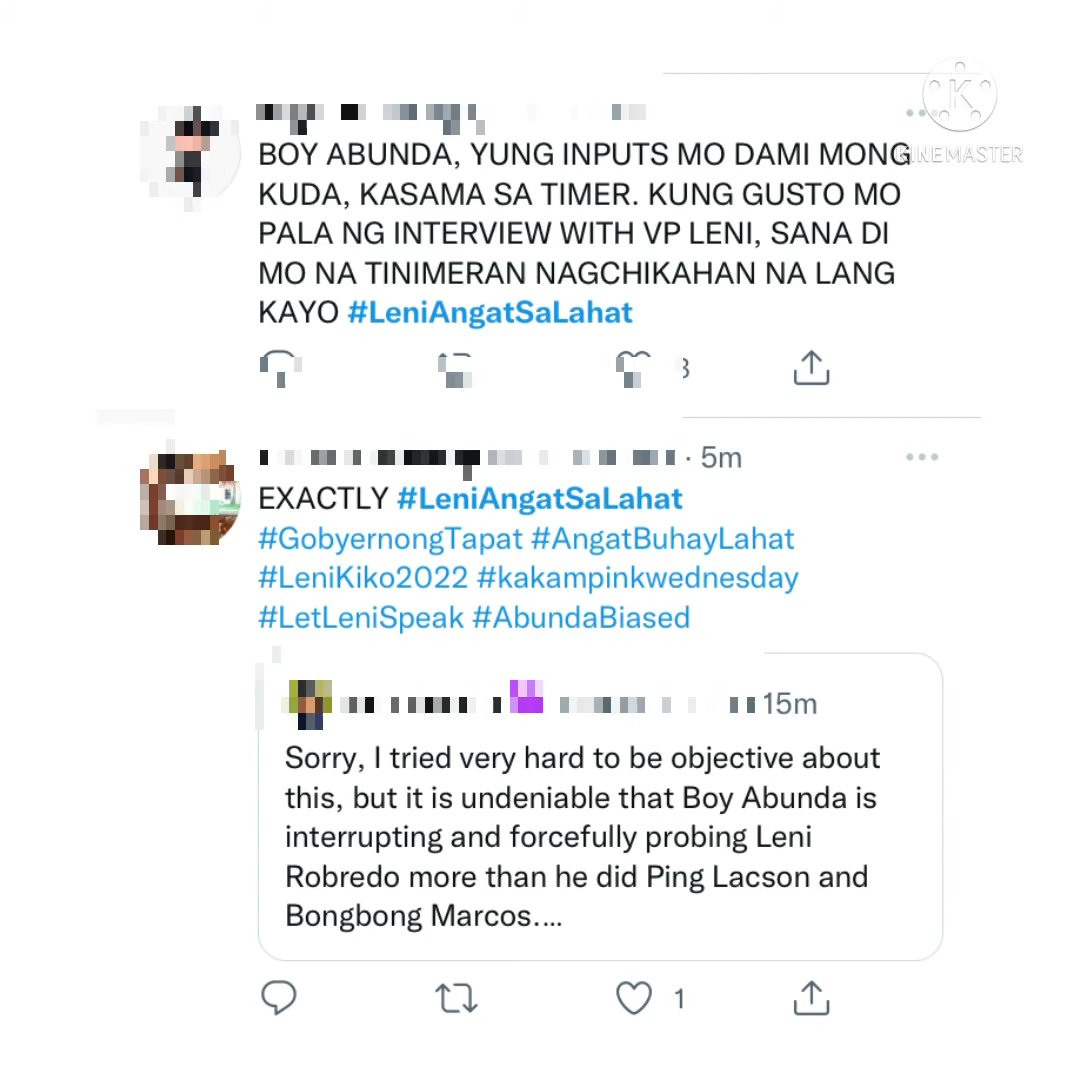 KINEMASTER
BOY ABUNDA, YUNG INPUTS MO DAMI MONG
KUDA, KASAMA SA TIMER. KUNG GUSTO MO
PALA NG INTERVIEW WITH VP LENI, SANA DI
MO NA TINIMERAN NAGCHIKAHAN NA LANG
KAYO #LeniAngatSaLahat
· 5m
EXACTLY #LeniAngatSaLahat
#GobyernongTapat #AngatBuhayLahat
#LeniKiko2022 #kakampinkwednesday
#LetLeniSpeak #AbundaBiased
15m
Sorry, I tried very hard to be objective about
this, but it is undeniable that Boy Abunda is
interrupting and forcefully probing Leni
Robredo more than he did Ping Lacson and
Bongbong Marcos....
1